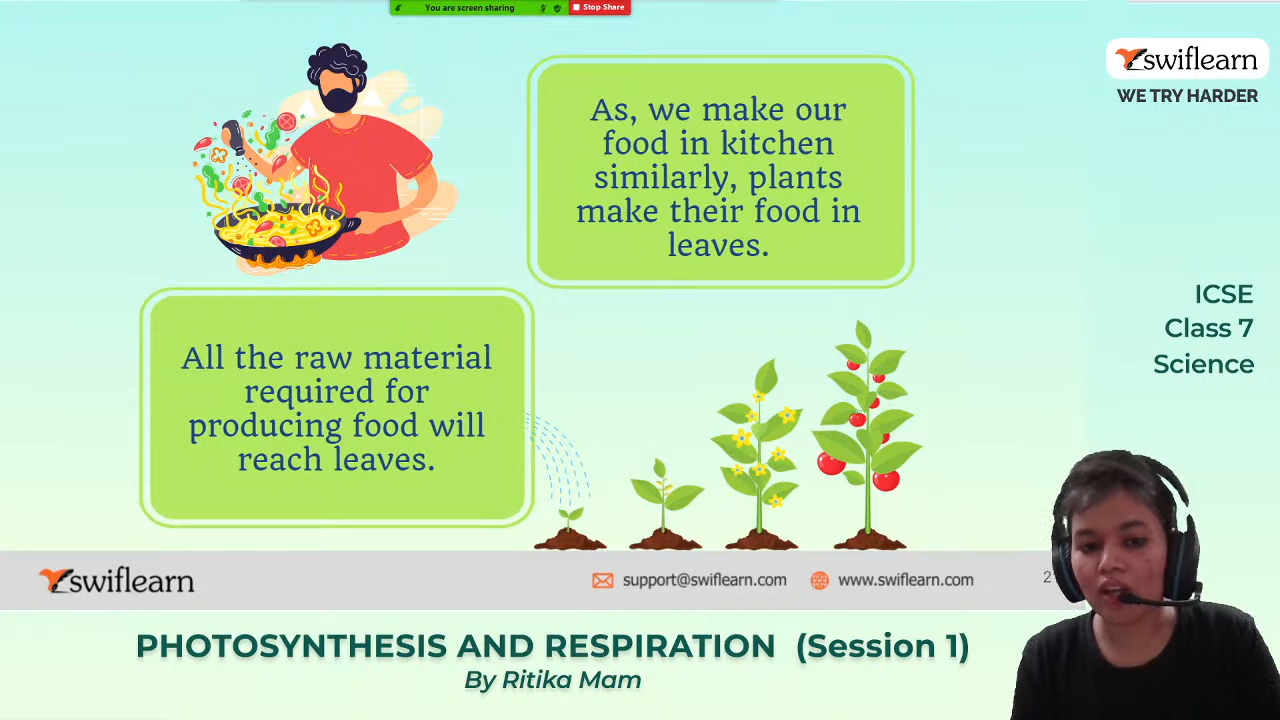 You are screen sharing
Stop Share
swiflearn
WE TRY HARDER
As, we make our
food in kitchen
similarly, plants
make their food in
leaves.
ICSE
Class 7
Science
All the raw material
required for
producing food will
reach leaves.
swiflearn
support@swiflearn.com
www.swiflearn.com
PHOTOSYNTHESIS AND RESPIRATION (Session 1)
By Ritika Mam